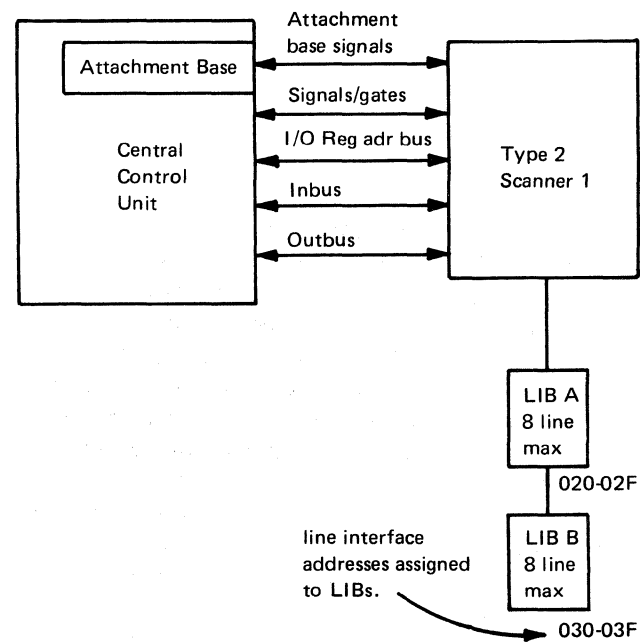 Attachment
base signals
Attachment Base
Signals/gates
I/O Reg adr bus
Central
Control
Unit
Inbus
Outbus
Type 2
Scanner 1
LIB A
8 line
max
020-02F
LIB B
8 line
max
line interface
addresses assigned
to LIBs.
030-03F